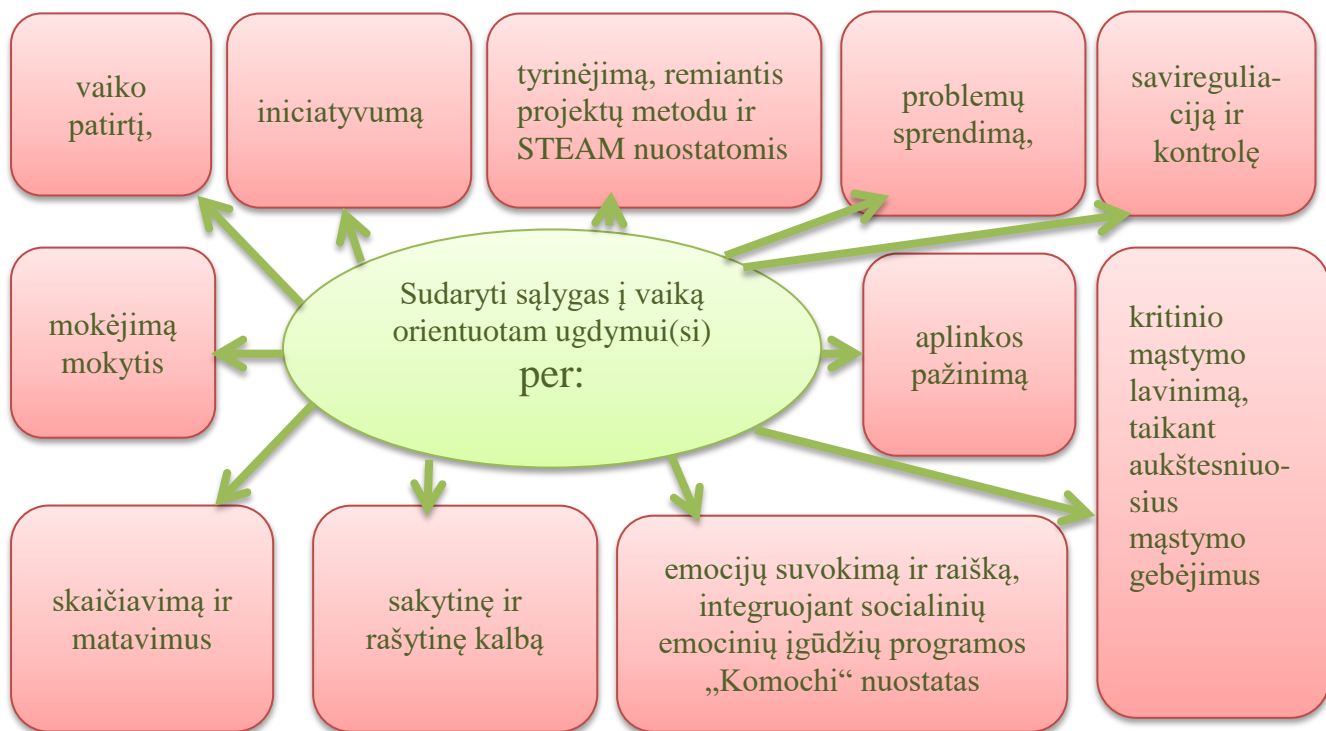 vaiko
patirtį,
iniciatyvumą
tyrinėjimą, remiantis
projektų metodu ir
STEAM nuostatomis
problemų
sprendimą,
saviregulia-
ciją ir
kontrolę
Sudaryti sąlygas į vaiką
orientuotam ugdymui(si)
per:
mokėjimą
mokytis
aplinkos
pažinimą
kritinio
mąstymo
lavinimą,
taikant
aukštesniuo-
sius
mąstymo
gebėjimus
skaičiavimą ir
matavimus
sakytinę ir
rašytinę kalbą
emocijų suvokimą ir raišką,
integruojant socialinių
emocinių įgūdžių programos
„Komochi“ nuostatas